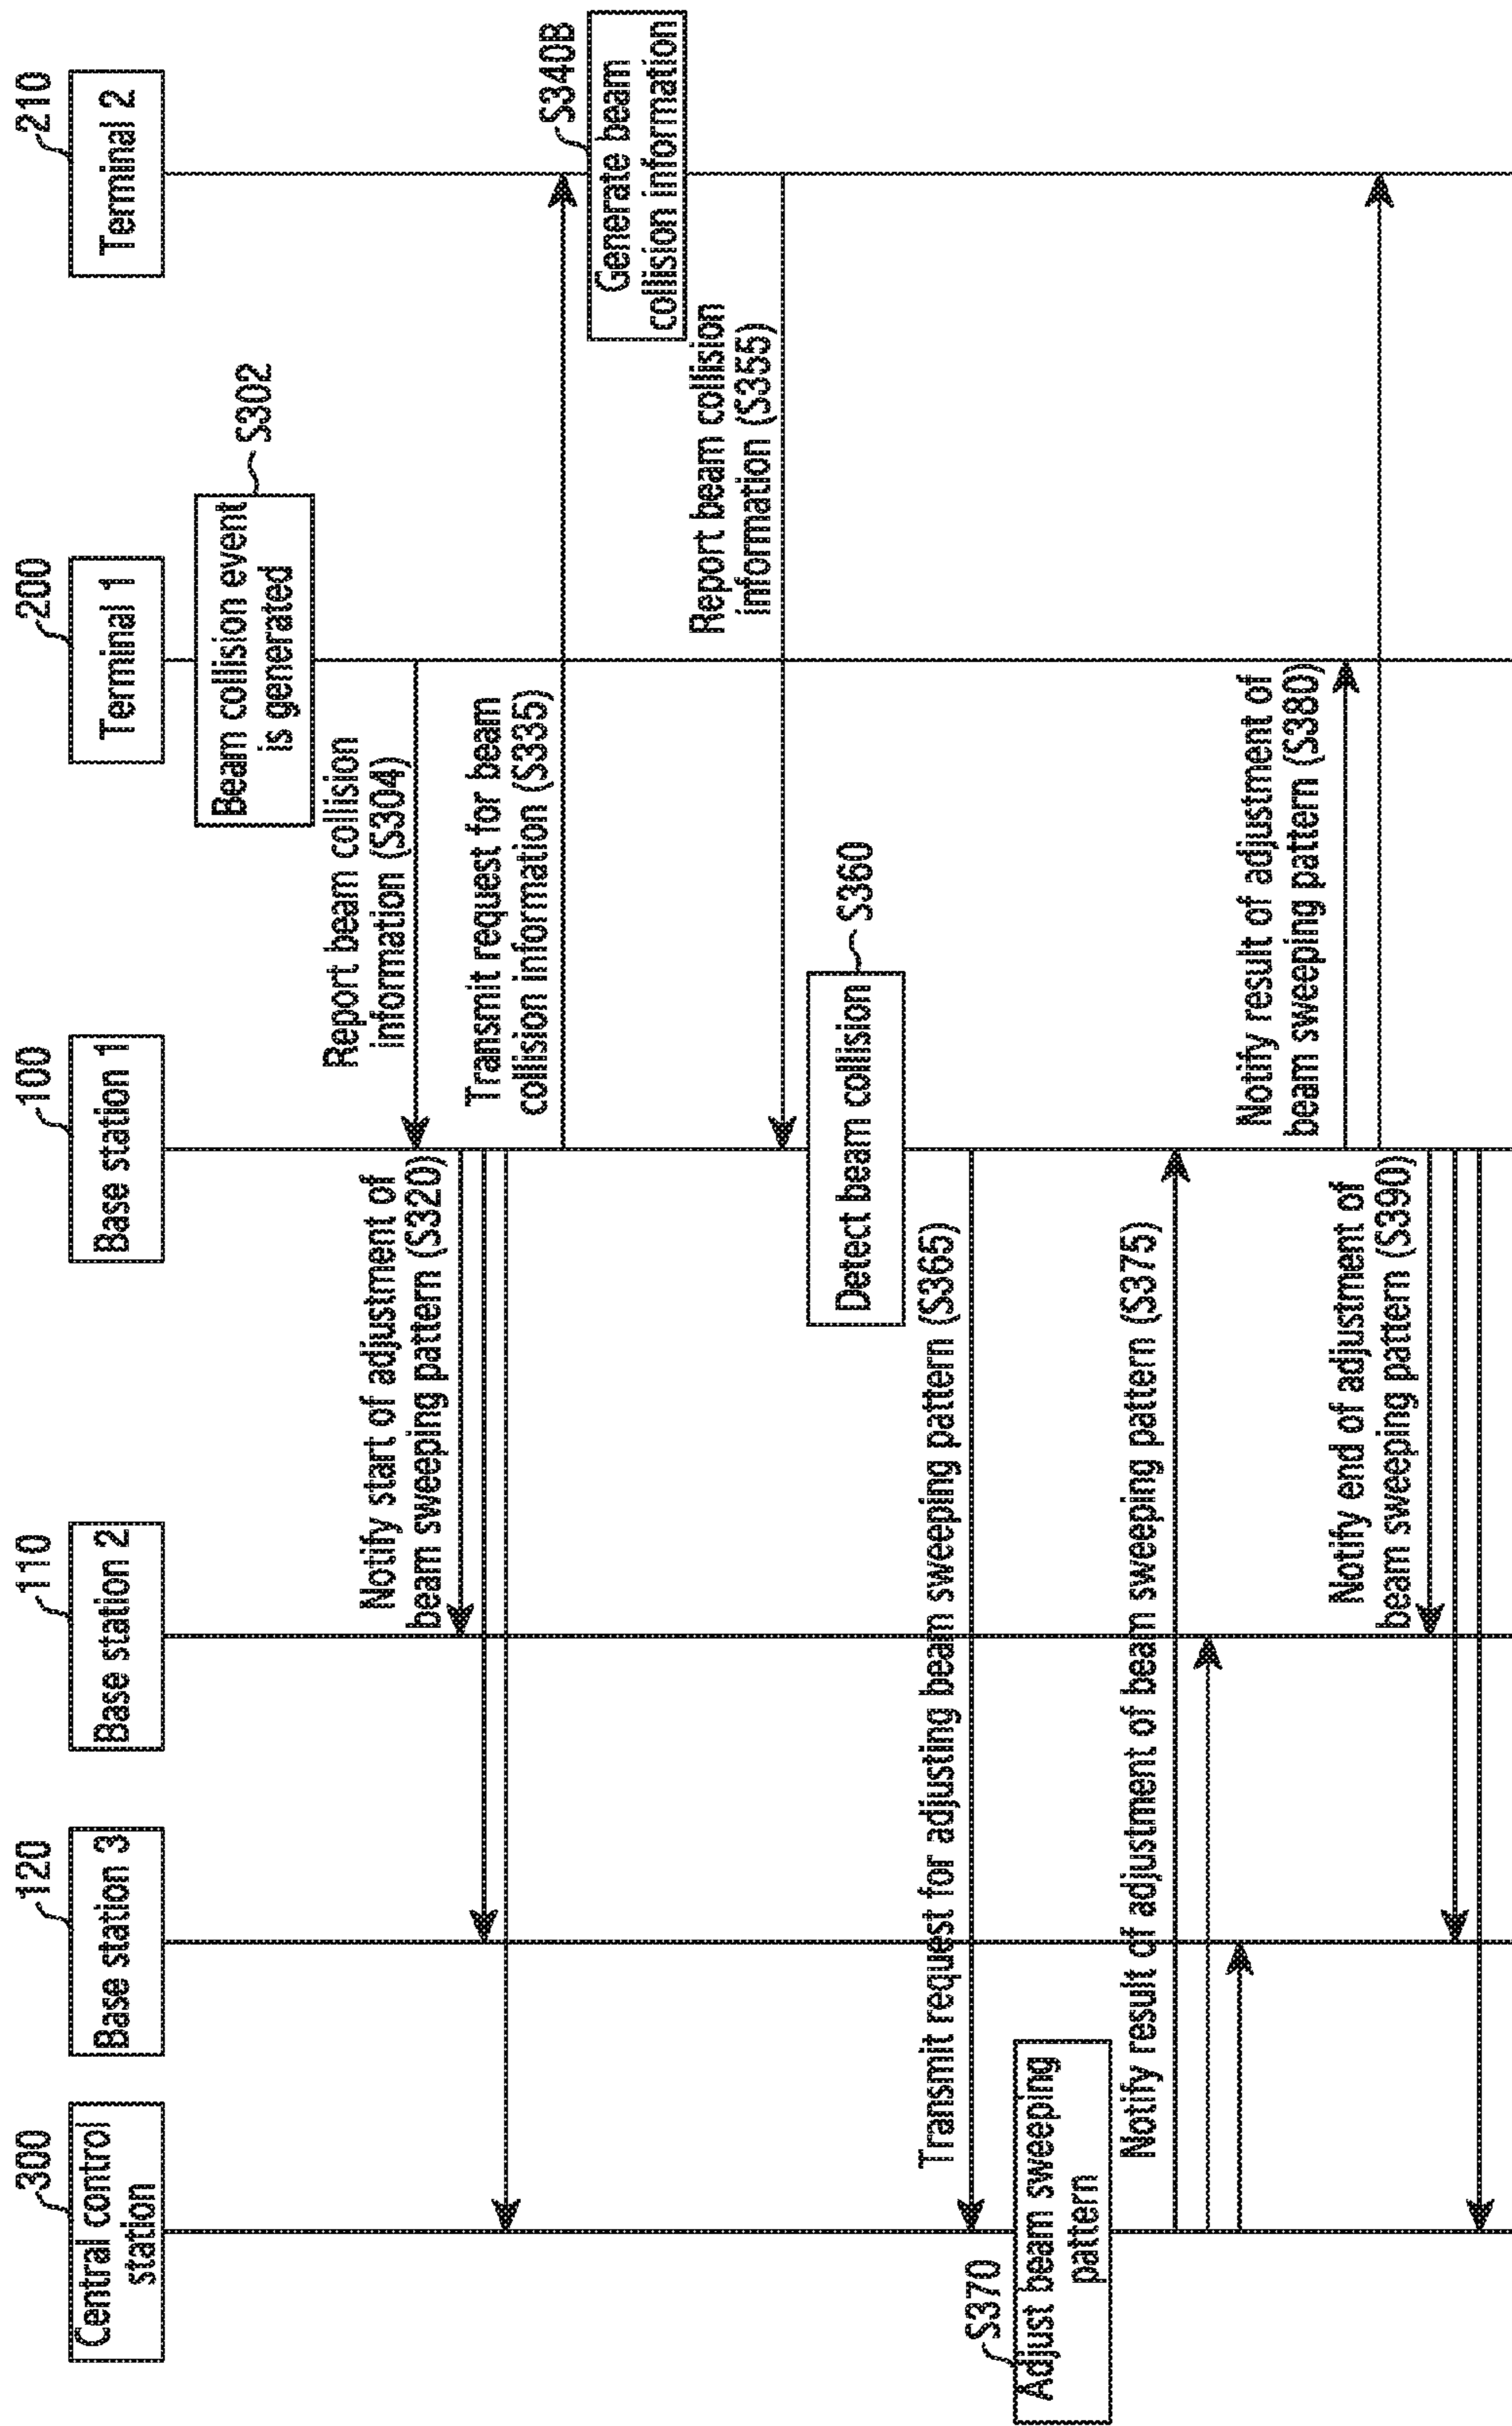 300
Central control
station
120
Base station 3
110
Base station 2
100
Base station 1
200
Terminal 1
210
Terminal 2
Beam collision event
is generated
S302
Report beam collision
information (S304)
Notify start of adjustment of
beam sweeping pattern (S320)
Transmit request for beam
collision information (S335)
S340B
Generate beam
collision information
Report beam collision
information (S355)
Detect beam collision
S360
Transmit request for adjusting beam sweeping pattern (S365)
S370
Adjust beam sweeping
pattern
Notify result of adjustment of beam sweeping pattern (S375)
Notify result of adjustment of
beam sweeping pattern (S380)
Notify end of adjustment of
beam sweeping pattern (S390)